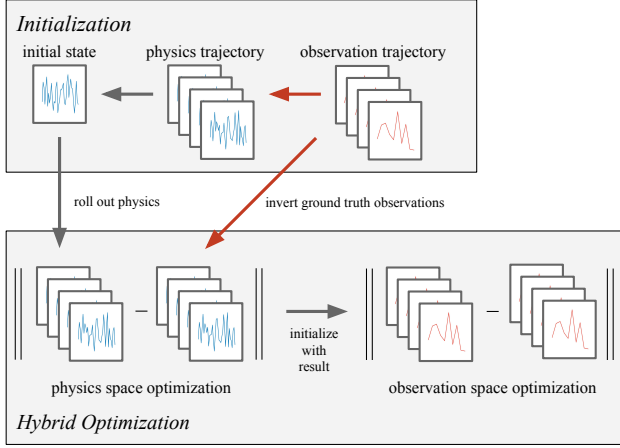 Initialization
initial state
physics trajectory
observation trajectory
roll out physics
invert ground truth observations
initialize
with
result
physics space optimization
observation space optimization
Hybrid Optimization